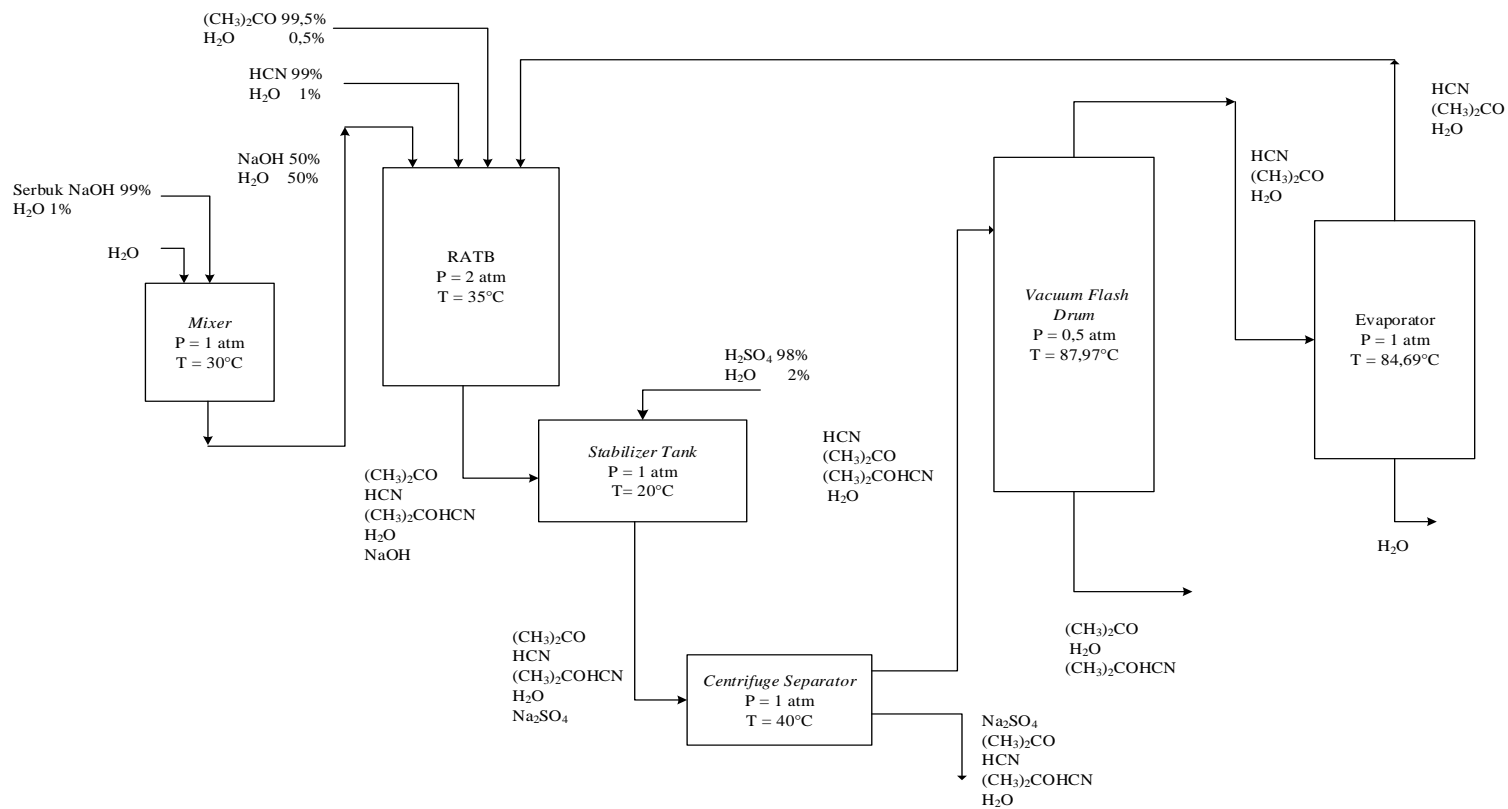 (CH₃)₂CO 99,5%
H₂O 0,5%
HCN 99%
H₂O 1%
NaOH 50%
H₂O 50%
Serbuk NaOH 99%
H₂O 1%
H₂O
Mixer
P = 1 atm
T = 30°C
RATB
P = 2 atm
T = 35°C
(CH₃)₂CO
HCN
(CH₃)₂COHCN
H₂O
NaOH
H₂SO₄ 98%
H₂O 2%
Stabilizer Tank
P = 1 atm
T= 20°C
(CH₃)₂CO
HCN
(CH₃)₂COHCN
H₂O
Na₂SO₄
Centrifuge Separator
P = 1 atm
T = 40°C
Na₂SO₄
(CH₃)₂CO
HCN
(CH₃)₂COHCN
H₂O
HCN
(CH₃)₂CO
(CH₃)₂COHCN
H₂O
Vacuum Flash
Drum
P = 0,5 atm
T = 87,97°C
(CH₃)₂CO
H₂O
(CH₃)₂COHCN
HCN
(CH₃)₂CO
H₂O
Evaporator
P = 1 atm
T = 84,69°C
HCN
(CH₃)₂CO
H₂O
H₂O